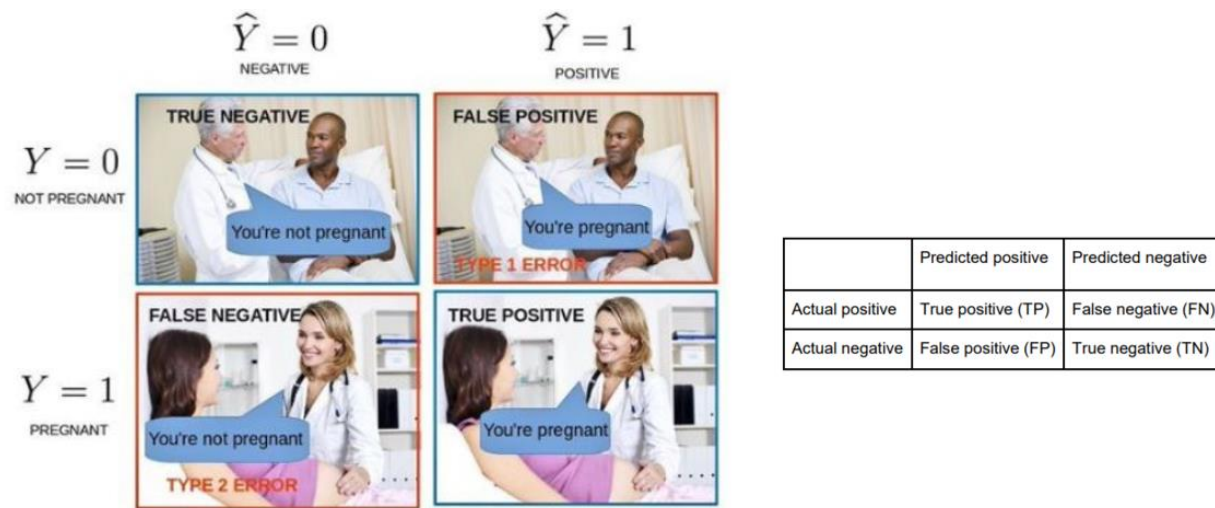 Ŷ = 0
NEGATIVE
Ŷ = 1
POSITIVE
Y = 0
NOT PREGNANT
TRUE NEGATIVE
You're not pregnant
FALSE POSITIVE
You're pregnant
TYPE 1 ERROR
Y = 1
PREGNANT
FALSE NEGATIVE
You're not pregnant
TYPE 2 ERROR
TRUE POSITIVE
You're pregnant
Predicted positive Predicted negative
Actual positive True positive (TP) False negative (FN)
Actual negative False positive (FP) True negative (TN)